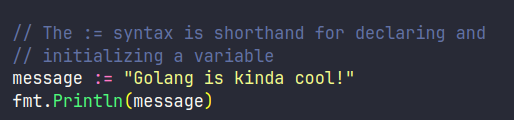 // The := syntax is shorthand for declaring and
// initializing a variable
message := "Golang is kinda cool!"
fmt.Println(message)